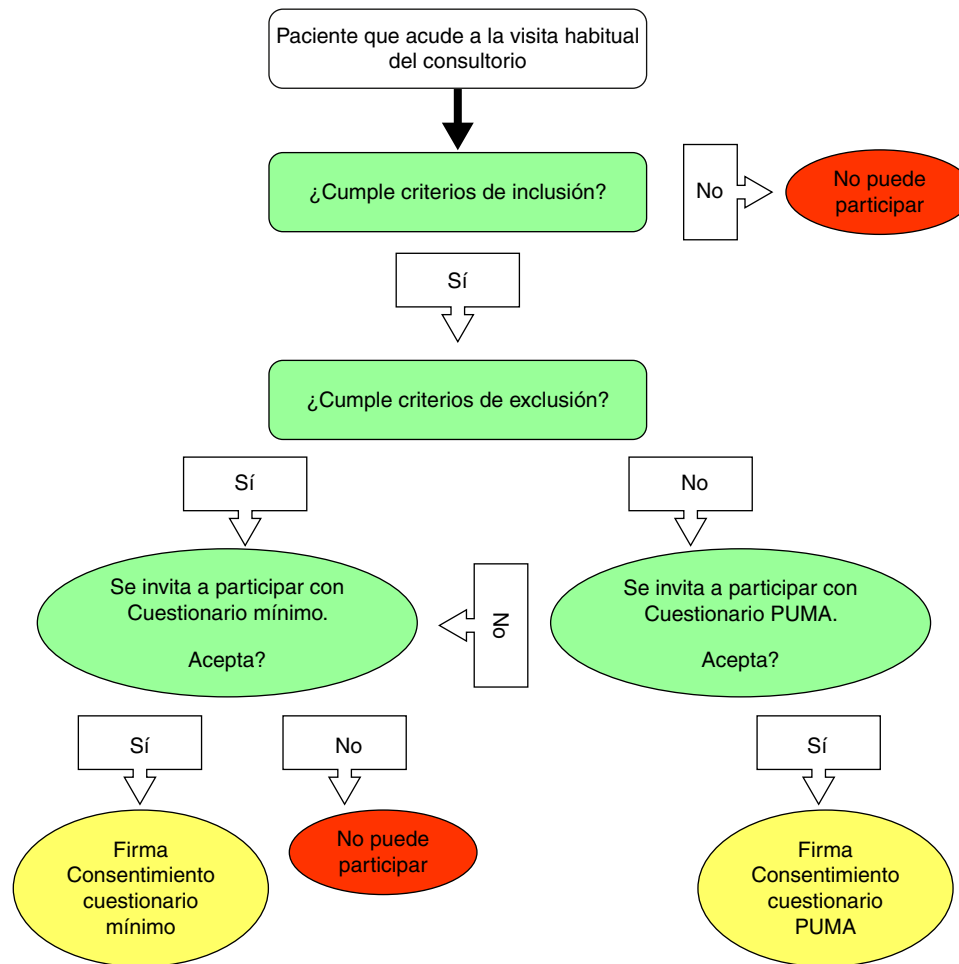 Paciente que acude a la visita habitual
del consultorio
¿Cumple criterios de inclusión?
No
No puede
participar
Sí
¿Cumple criterios de exclusión?
Sí
No
Se invita a participar con
Cuestionario mínimo.
Acepta?
No
Se invita a participar con
Cuestionario PUMA.
Acepta?
Sí
No
Sí
Firma
Consentimiento
cuestionario
mínimo
No puede
participar
Firma
Consentimiento
cuestionario
PUMA